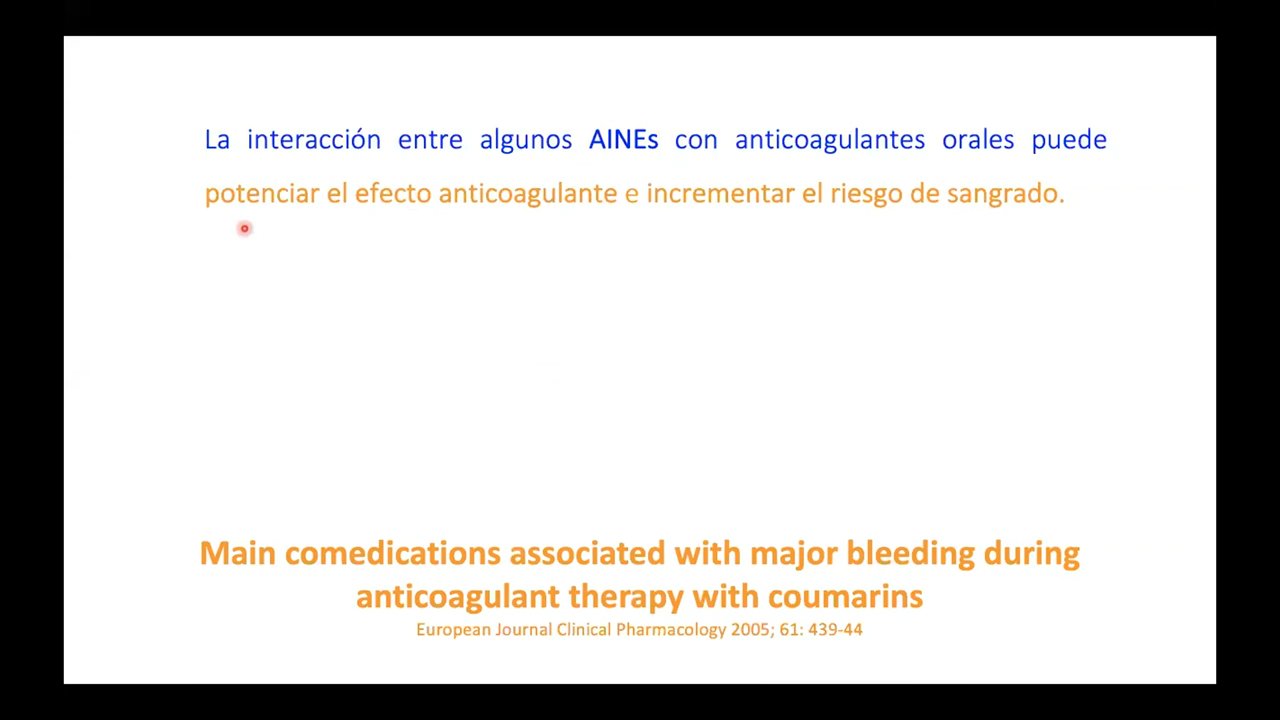 La interacción entre algunos AINEs con anticoagulantes orales puede
potenciar el efecto anticoagulante e incrementar el riesgo de sangrado.
Main comedications associated with major bleeding during
anticoagulant therapy with coumarins
European Journal Clinical Pharmacology 2005; 61: 439-44